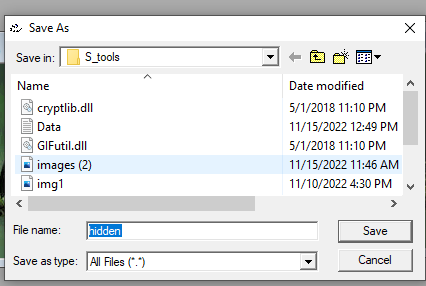 Save As
Save in: S_tools
Name Date modified
cryptlib.dll 5/1/2018 11:10 PM
Data 11/15/2022 12:49 PM
GIFutil.dll 5/1/2018 11:10 PM
images (2) 11/15/2022 11:46 AM
img1 11/10/2022 4:30 PM
File name: hidden Save
Save as type: All Files (*.*) Cancel